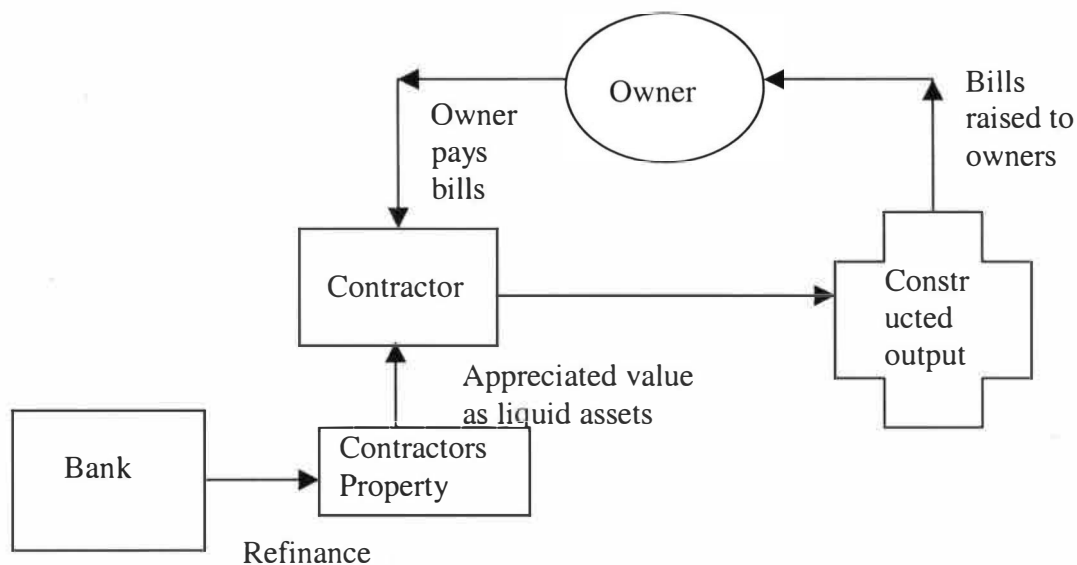 Owner
Bills
raised to
owners
Owner
pays
bills
Contractor
Constr
ucted
output
Appreciated value
as liquid assets
Bank
Contractors
Property
Refinance